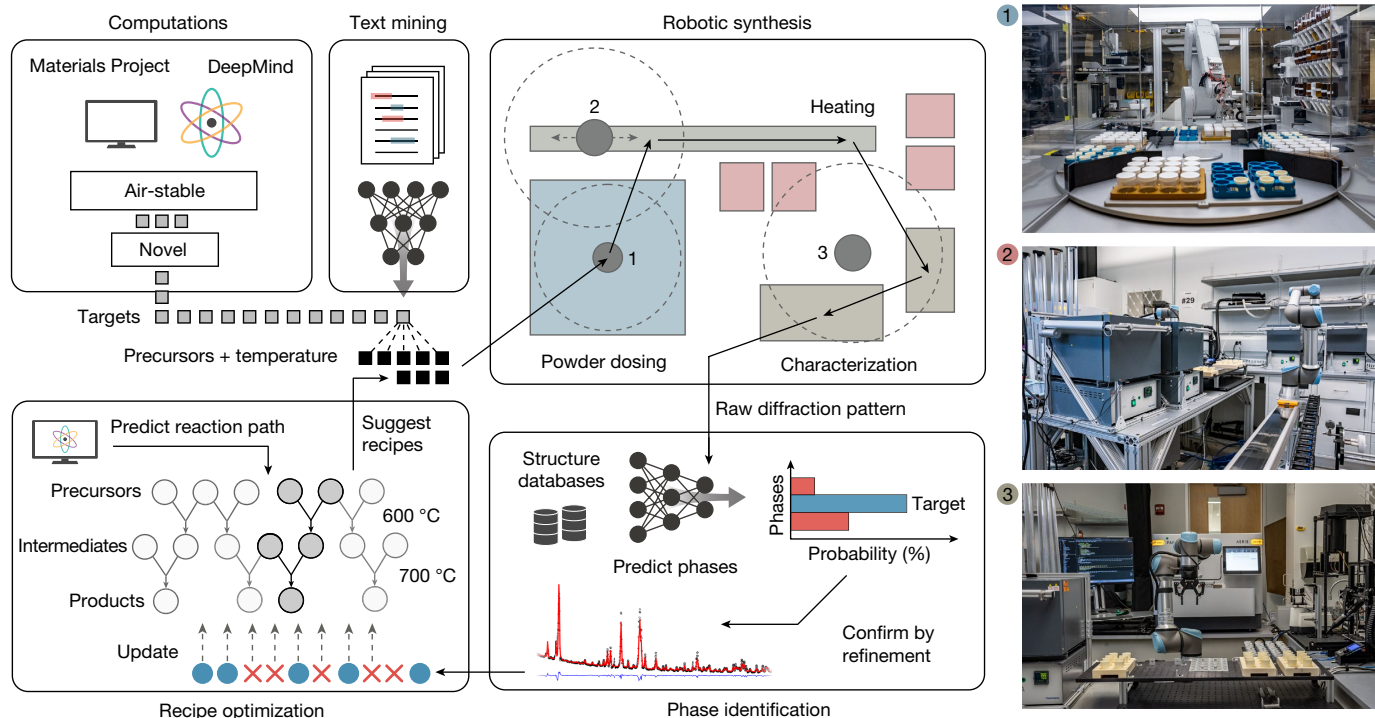 Computations
Materials Project
DeepMind
Air-stable
Novel
Targets
Text mining
Precursors + temperature
Robotic synthesis
2
Heating
1
3
Powder dosing
Characterization
Raw diffraction pattern
Predict reaction path
Suggest
recipes
Precursors
600 °C
Intermediates
700 °C
Products
Update
Recipe optimization
Structure
databases
Predict phases
Phases
Target
Probability (%)
Confirm by
refinement
Phase identification
1
2
#29
3